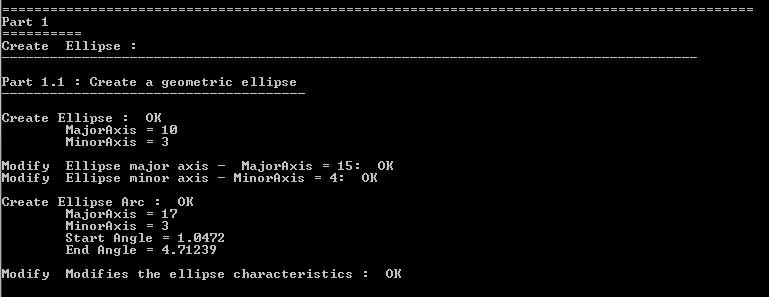 ==============================================================================================
Part 1
==========
Create  Ellipse :
---------------------------------------------------------------------------------------
Part 1.1 : Create a geometric ellipse
--------------------------------------
Create Ellipse :  OK
        MajorAxis = 10
        MinorAxis = 3
Modify  Ellipse major axis -  MajorAxis = 15:  OK
Modify  Ellipse minor axis - MinorAxis = 4:  OK
Create Ellipse Arc :  OK
        MajorAxis = 17
        MinorAxis = 3
        Start Angle = 1.0472
        End Angle = 4.71239
Modify  Modifies the ellipse characteristics :  OK